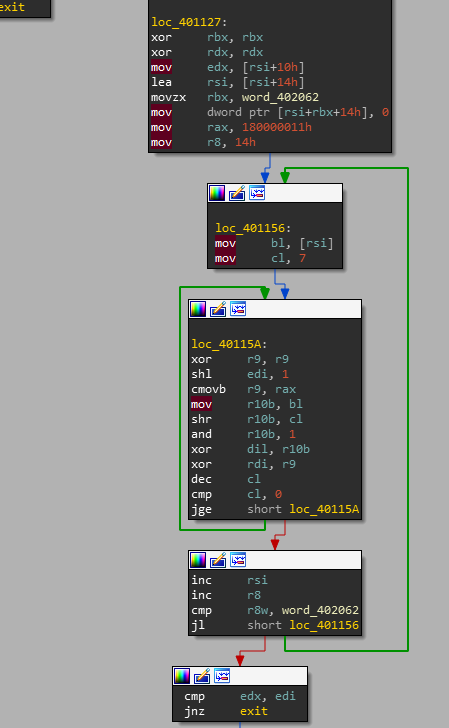 exit
loc_401127:
xor rbx, rbx
xor rdx, rdx
mov edx, [rsi+10h]
lea rsi, [rsi+14h]
movzx rbx, word_402062
mov dword ptr [rsi+rbx+14h], 0
mov rax, 180000011h
mov r8, 14h
loc_401156:
mov bl, [rsi]
mov cl, 7
loc_40115A:
xor r9, r9
shl edi, 1
cmovb r9, rax
mov r10b, bl
shr r10b, cl
and r10b, 1
xor dil, r10b
xor rdi, r9
dec cl
cmp cl, 0
jge short loc_40115A
inc rsi
inc r8
cmp r8w, word_402062
jl short loc_401156
cmp edx, edi
jnz exit